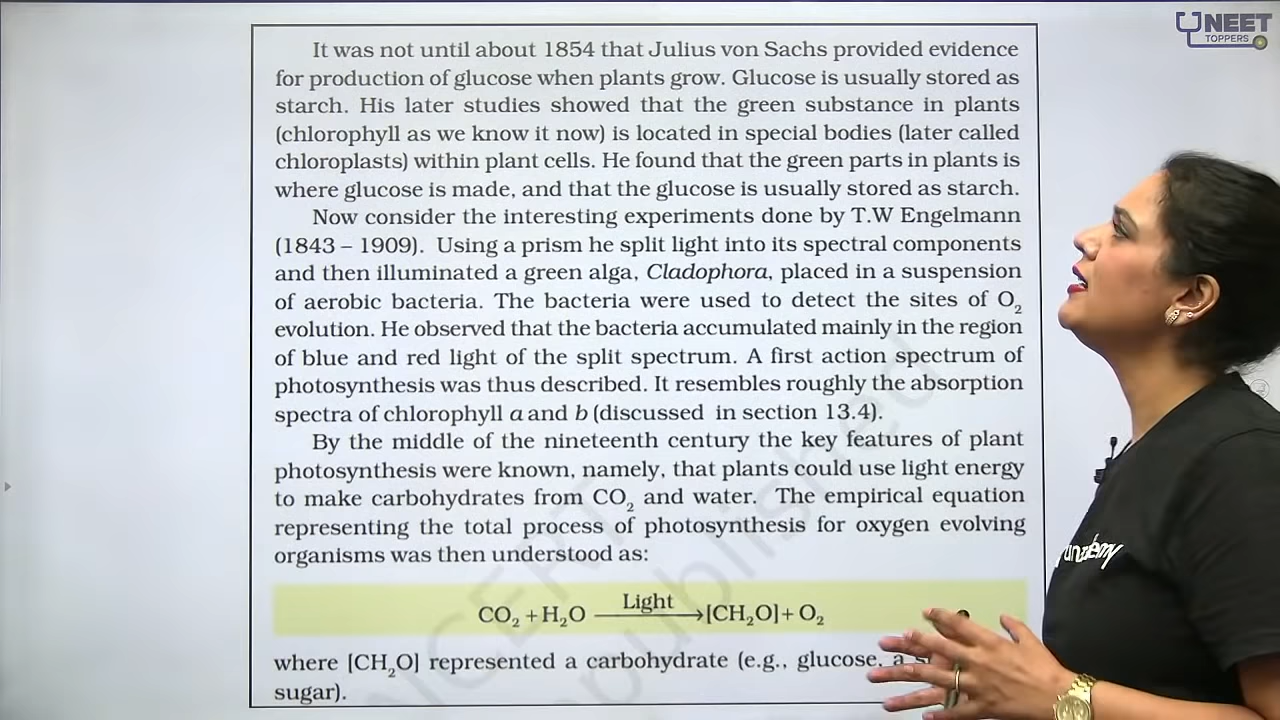 NEET
TOPPERS
It was not until about 1854 that Julius von Sachs provided evidence
for production of glucose when plants grow. Glucose is usually stored as
starch. His later studies showed that the green substance in plants
(chlorophyll as we know it now) is located in special bodies (later called
chloroplasts) within plant cells. He found that the green parts in plants is
where glucose is made, and that the glucose is usually stored as starch.
Now consider the interesting experiments done by T.W Engelmann
(1843 – 1909). Using a prism he split light into its spectral components
and then illuminated a green alga, Cladophora, placed in a suspension
of aerobic bacteria. The bacteria were used to detect the sites of O₂
evolution. He observed that the bacteria accumulated mainly in the region
of blue and red light of the split spectrum. A first action spectrum of
photosynthesis was thus described. It resembles roughly the absorption
spectra of chlorophyll a and b (discussed in section 13.4).
By the middle of the nineteenth century the key features of plant
photosynthesis were known, namely, that plants could use light energy
to make carbohydrates from CO₂ and water. The empirical equation
representing the total process of photosynthesis for oxygen evolving
organisms was then understood as:
Light
CO₂ + H₂O ⟶ [CH₂O] + O₂
where [CH₂O] represented a carbohydrate (e.g., glucose, a
sugar).
unacademy